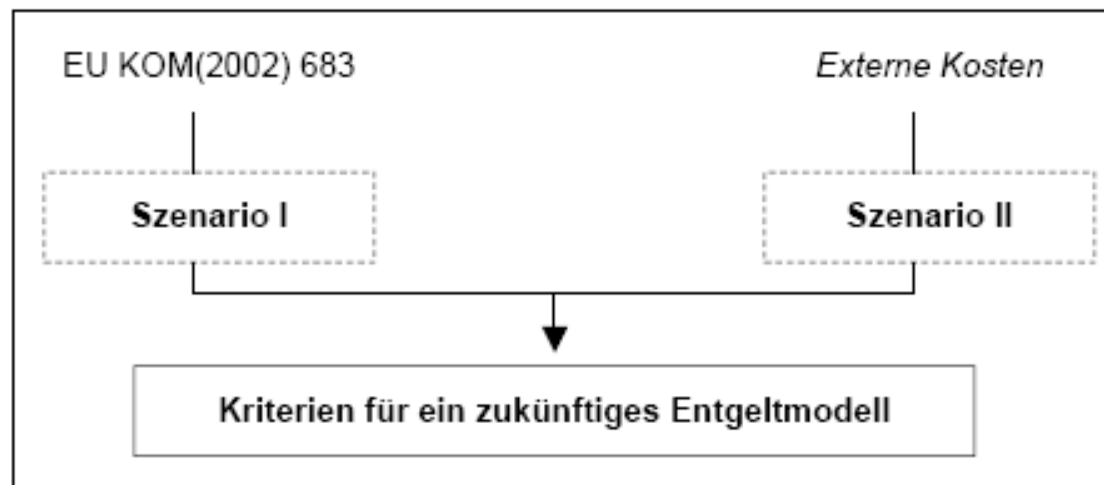 EU KOM(2002) 683
Externe Kosten
Szenario I
Szenario II
Kriterien für ein zukünftiges Entgeltmodell